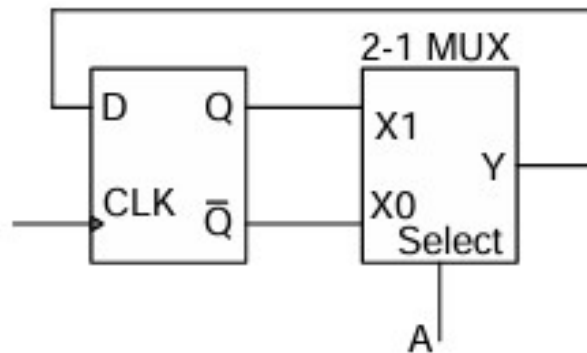 2-1 MUX
D Q
X1
Y
CLK Q̅
X0
Select
A